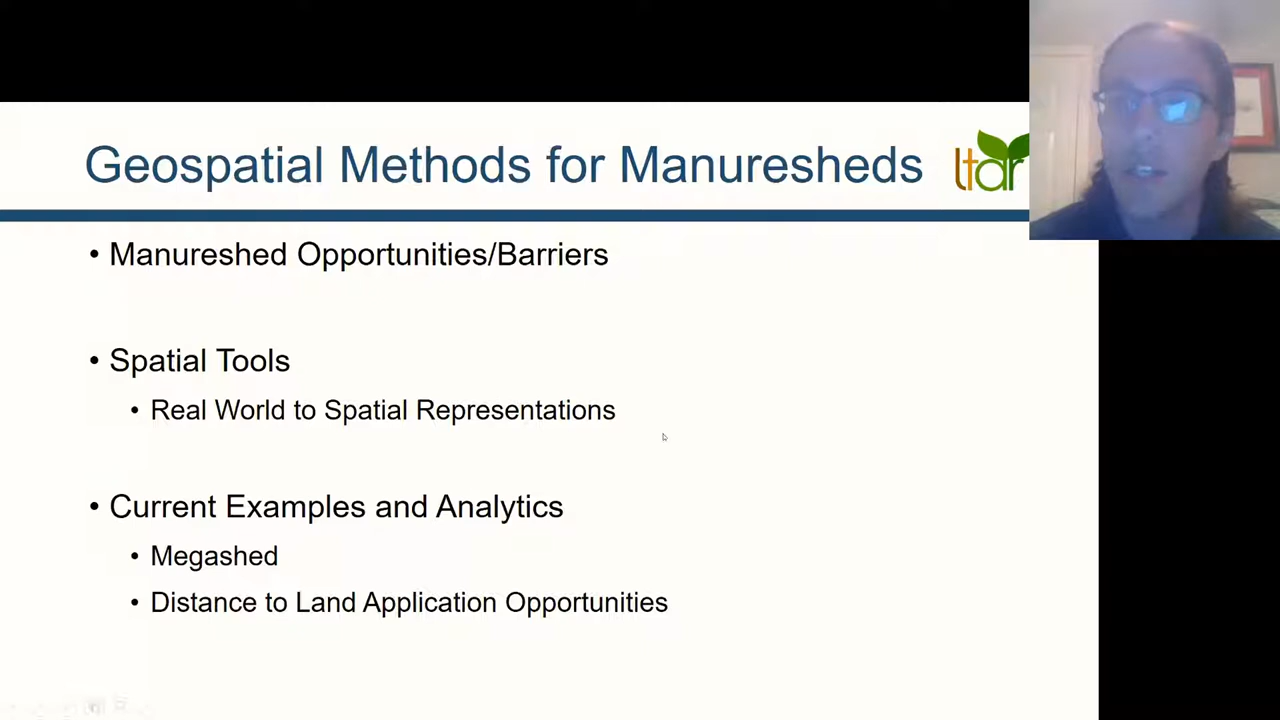 Geospatial Methods for Manuresheds
ltar
• Manureshed Opportunities/Barriers
• Spatial Tools
• Real World to Spatial Representations
• Current Examples and Analytics
• Megashed
• Distance to Land Application Opportunities